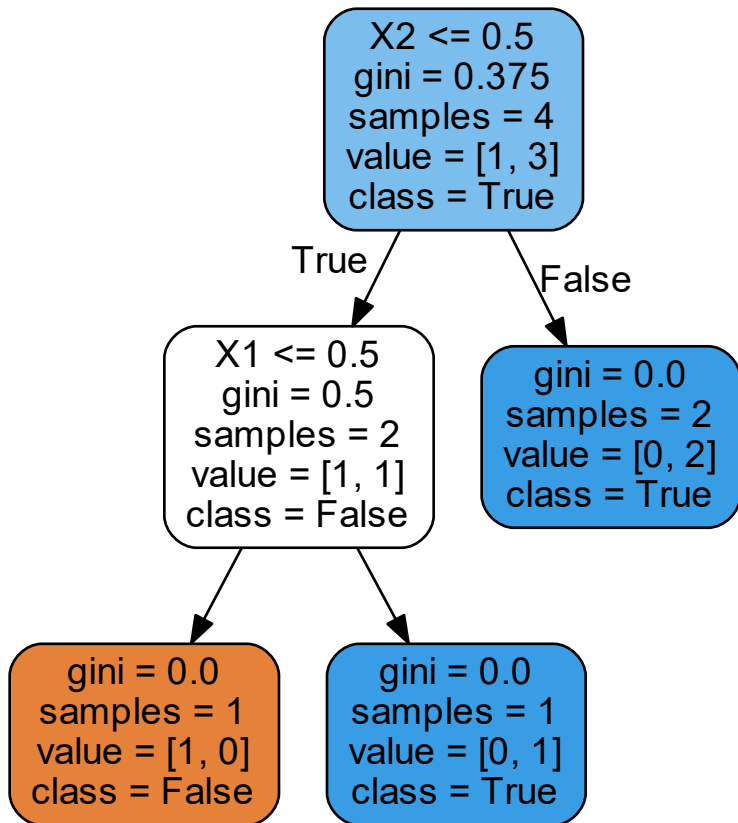 X2 <= 0.5
gini = 0.375
samples = 4
value = [1, 3]
class = True
True
False
X1 <= 0.5
gini = 0.5
samples = 2
value = [1, 1]
class = False
gini = 0.0
samples = 2
value = [0, 2]
class = True
gini = 0.0
samples = 1
value = [1, 0]
class = False
gini = 0.0
samples = 1
value = [0, 1]
class = True